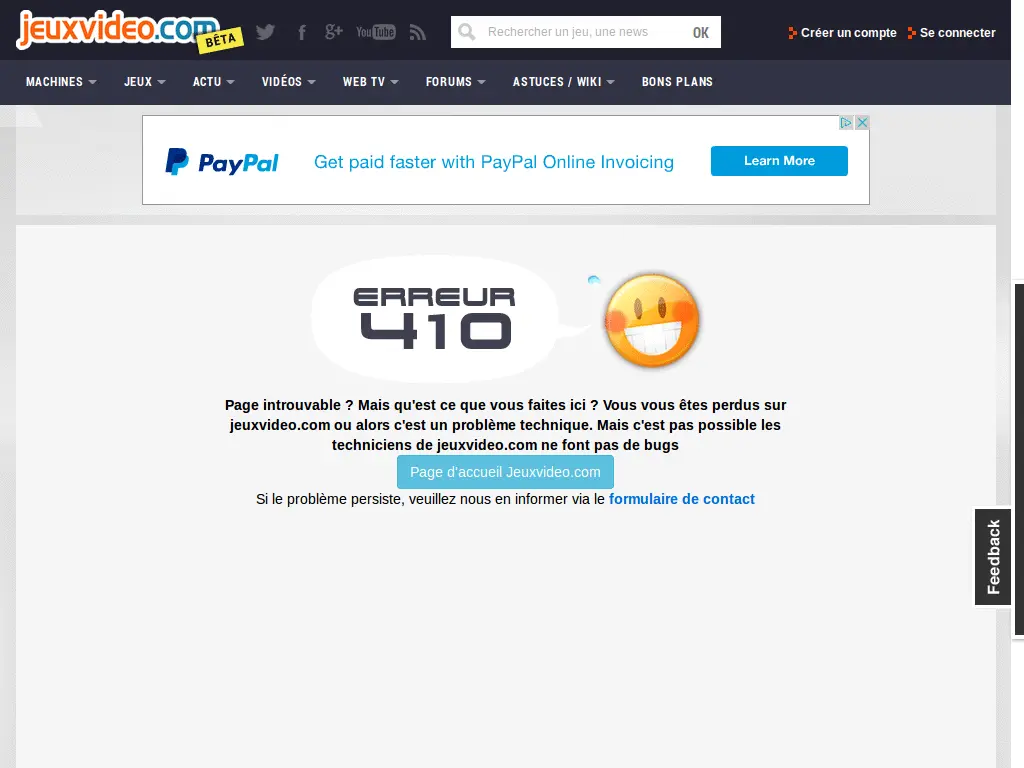 jeuxvideo.com
BÊTA
YouTube
Rechercher un jeu, une news
OK
Créer un compte
Se connecter
MACHINES
JEUX
ACTU
VIDÉOS
WEB TV
FORUMS
ASTUCES / WIKI
BONS PLANS
PayPal
Get paid faster with PayPal Online Invoicing
Learn More
ERREUR
410
Page introuvable ? Mais qu'est ce que vous faites ici ? Vous vous êtes perdus sur
jeuxvideo.com ou alors c'est un problème technique. Mais c'est pas possible les
techniciens de jeuxvideo.com ne font pas de bugs
Page d'accueil Jeuxvideo.com
Si le problème persiste, veuillez nous en informer via le formulaire de contact
Feedback